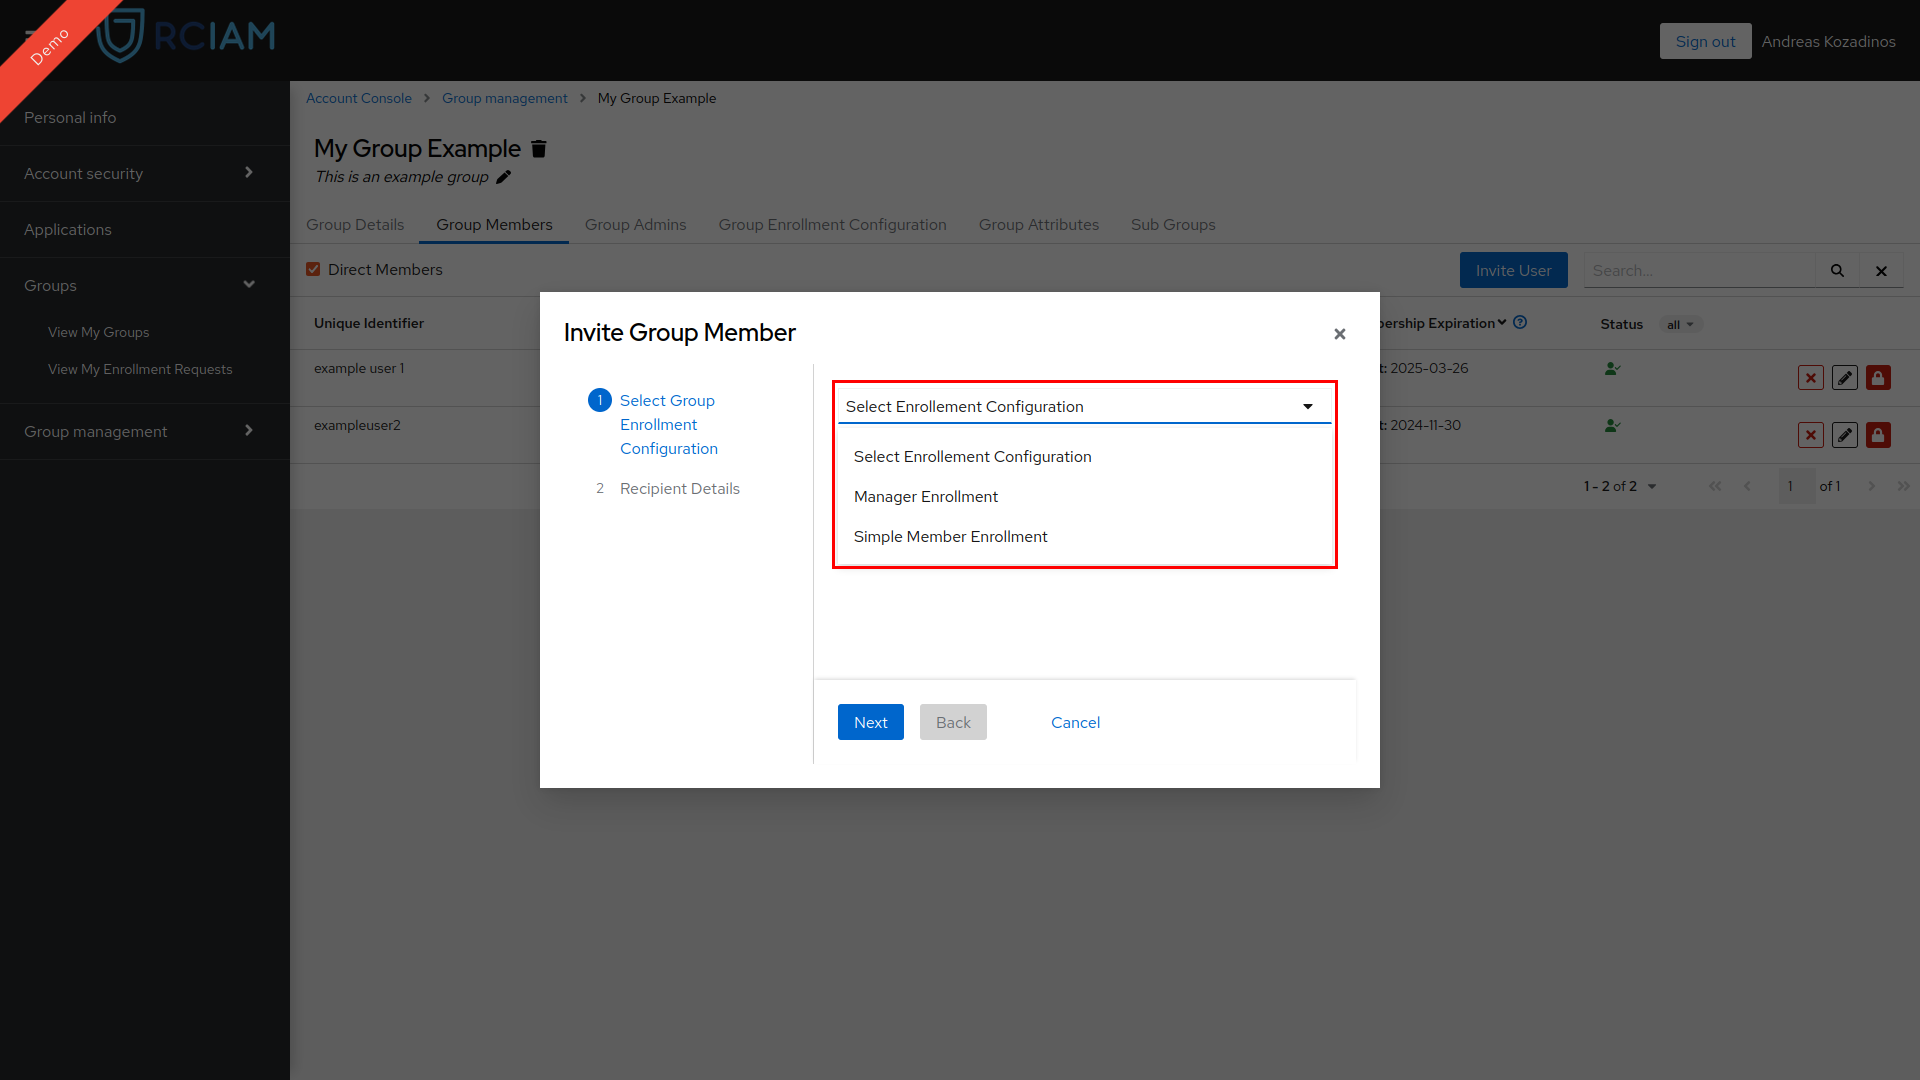 Demo
RCIAM
Sign out
Andreas Kozadinos
Personal info
Account security
Applications
Groups
View My Groups
View My Enrollment Requests
Group management
Account Console > Group management > My Group Example
My Group Example
This is an example group
Group Details Group Members Group Admins Group Enrollment Configuration Group Attributes Sub Groups
Direct Members
Invite User
Search...
Unique Identifier
bership Expiration
Status
all
example user 1
t: 2025-03-26
exampleuser2
t: 2024-11-30
1 - 2 of 2
1 of 1
Invite Group Member
1 Select Group
Enrollment
Configuration
2 Recipient Details
Select Enrollement Configuration
Select Enrollement Configuration
Manager Enrollment
Simple Member Enrollment
Next
Back
Cancel